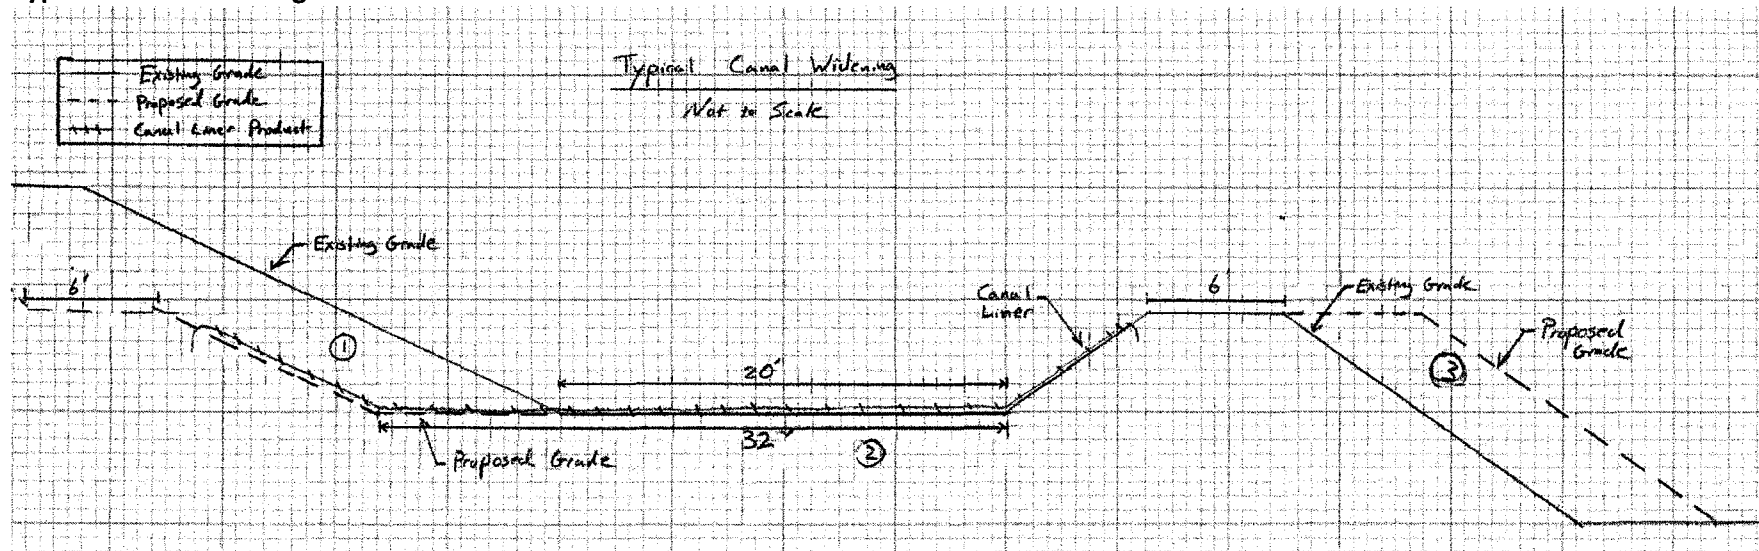 Typical Canal Widening
Not to Scale
Existing Grade
Proposed Grade
Canal Liner Product
Existing Grade
6'
1
20'
32'
2
Proposed Grade
Canal
Liner
6'
Existing Grade
Proposed
Grade
3